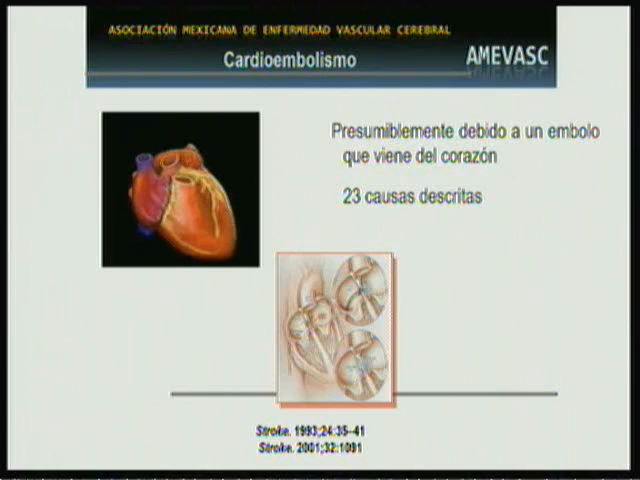 ASOCIACIÓN MEXICANA DE ENFERMEDAD VASCULAR CEREBRAL
Cardioembolismo
AMEVASC
Presumiblemente debido a un embolo
que viene del corazón
23 causas descritas
Stroke. 1993;24:35-41
Stroke. 2001;32:1091